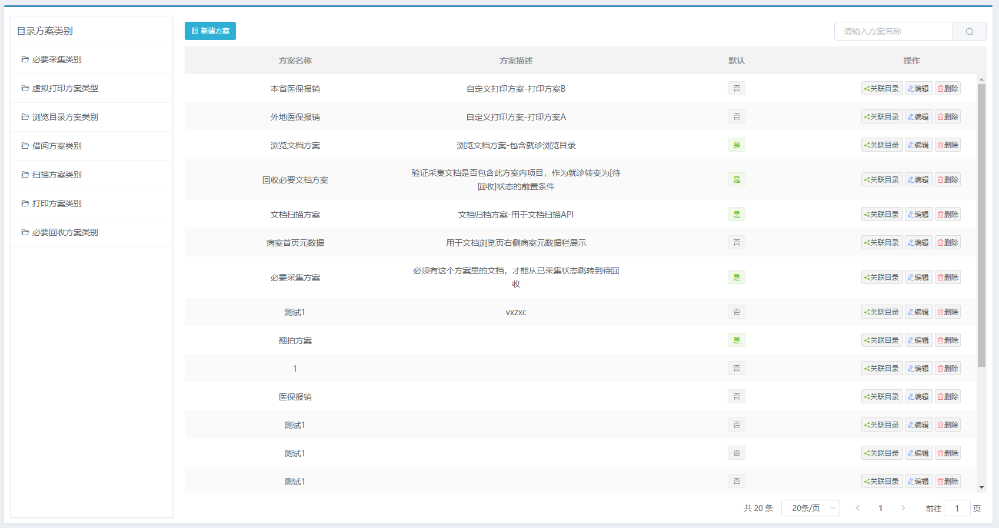 目录方案类别
必要采集类别
虚拟打印方案类型
浏览目录方案类别
借阅方案类别
扫描方案类别
打印方案类别
必要回收方案类别
新建方案
请输入方案名称
方案名称 方案描述 默认 操作
本省医保报销 自定义打印方案-打印方案B 否 关联目录 编辑 删除
外地医保报销 自定义打印方案-打印方案A 否 关联目录 编辑 删除
浏览文档方案 浏览文档方案-包含就诊浏览目录 是 关联目录 编辑 删除
回收必要文档方案 验证采集文档是否包含此方案内项目，作为就诊转变为[待
回收]状态的前置条件 是 关联目录 编辑 删除
文档扫描方案 文档归档方案-用于文档扫描API 是 关联目录 编辑 删除
病案首页元数据 用于文档浏览页右侧病案元数据栏展示 否 关联目录 编辑 删除
必要采集方案 必须有这个方案里的文档，才能从已采集状态跳转到待回
收 是 关联目录 编辑 删除
测试1 vxzxc 否 关联目录 编辑 删除
翻拍方案 是 关联目录 编辑 删除
1 否 关联目录 编辑 删除
医保报销 否 关联目录 编辑 删除
测试1 否 关联目录 编辑 删除
测试1 否 关联目录 编辑 删除
测试1 否 关联目录 编辑 删除
共 20 条 20条/页 1 前往 1 页